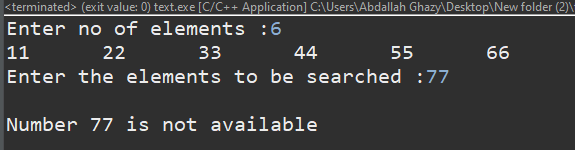 <terminated> (exit value: 0) text.exe [C/C++ Application] C:\Users\Abdallah Ghazy\Desktop\New folder (2)\
Enter no of elements :6
11 22 33 44 55 66
Enter the elements to be searched :77
Number 77 is not available